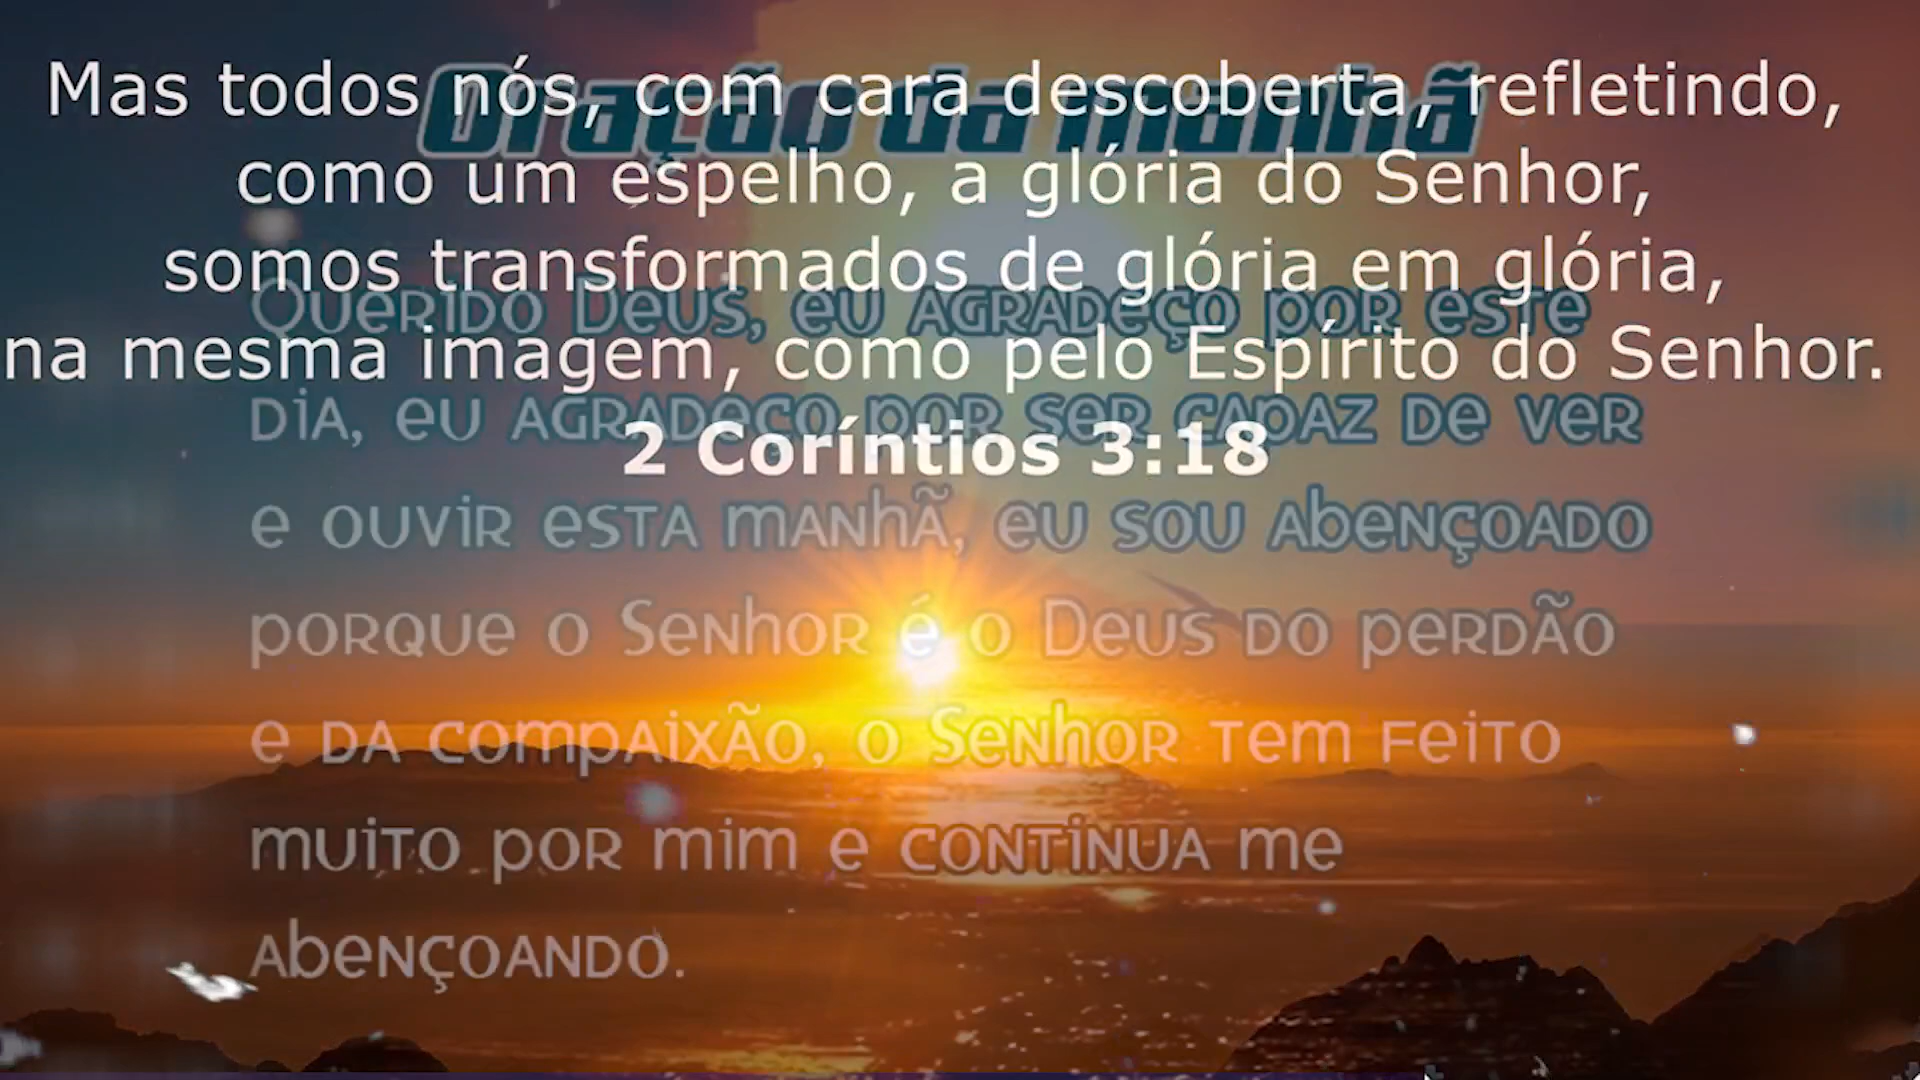 Mas todos nós, com cara descoberta, refletindo,
como um espelho, a glória do Senhor,
somos transformados de glória em glória,
na mesma imagem, como pelo Espírito do Senhor.
2 Coríntios 3:18
Oração da manhã
Querido Deus, eu agradeço por este
dia, eu agradeço por ser capaz de ver
e ouvir esta manhã, eu sou abençoado
porque o Senhor é o Deus do perdão
e da compaixão, o Senhor tem feito
muito por mim e continua me
abençoando.